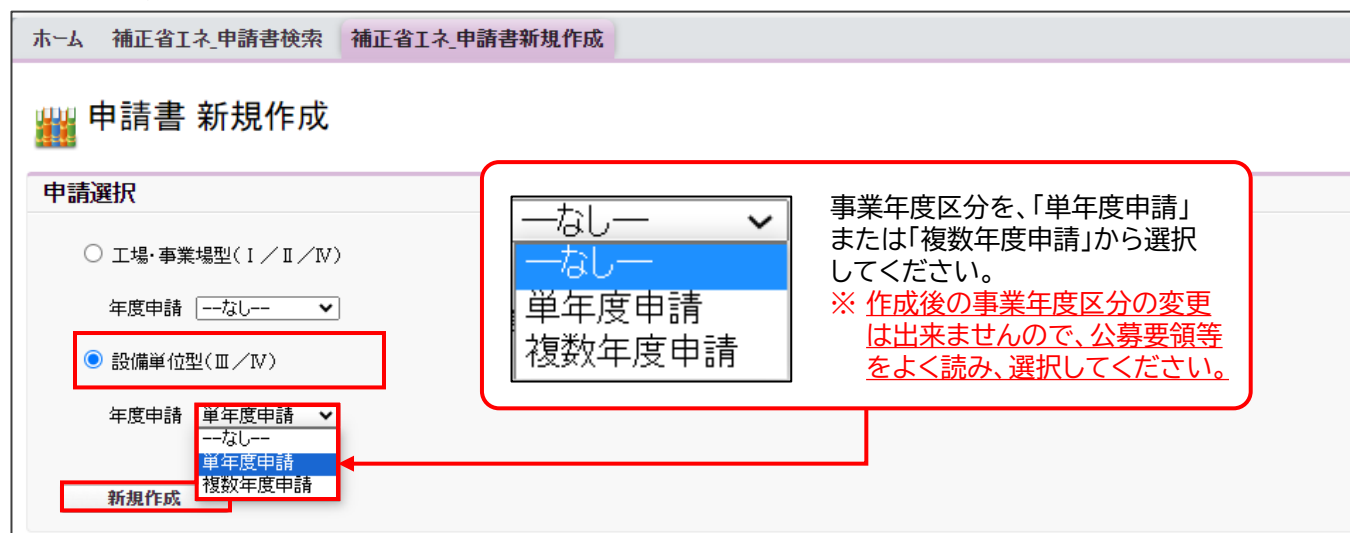 ホーム 補正省エネ_申請書検索 補正省エネ_申請書新規作成
申請書 新規作成
申請選択
工場・事業場型(Ⅰ／Ⅱ／Ⅳ)
年度申請 --なし--
設備単位型(Ⅲ／Ⅳ)
年度申請 単年度申請
--なし--
単年度申請
複数年度申請
新規作成
―なし―
―なし―
単年度申請
複数年度申請
事業年度区分を、「単年度申請」
または「複数年度申請」から選択
してください。
※ 作成後の事業年度区分の変更
は出来ませんので、公募要領等
をよく読み、選択してください。